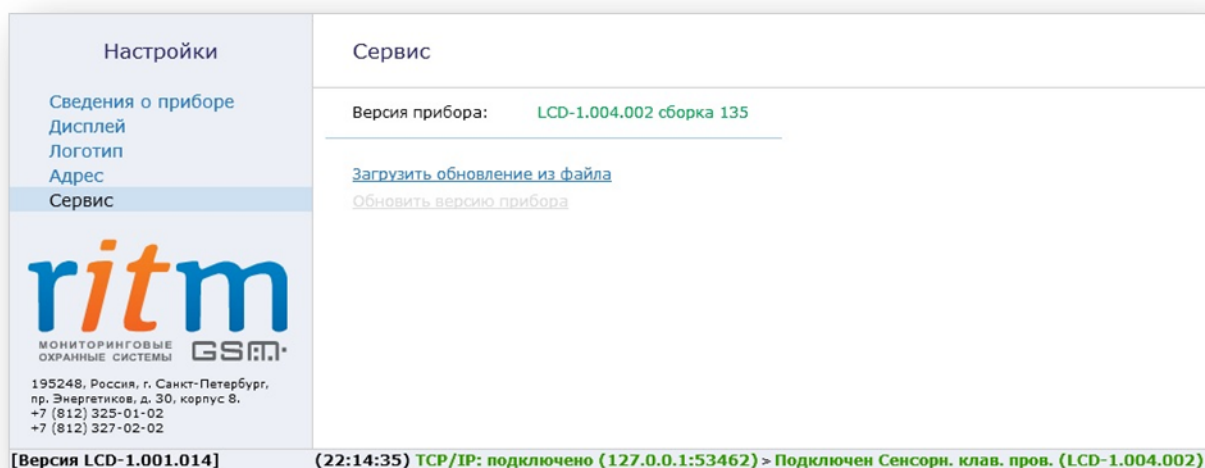 Настройки
Сведения о приборе
Дисплей
Логотип
Адрес
Сервис
ritm
МОНИТОРИНГОВЫЕ
ОХРАННЫЕ СИСТЕМЫ
GSM
195248, Россия, г. Санкт-Петербург,
пр. Энергетиков, д. 30, корпус 8.
+7 (812) 325-01-02
+7 (812) 327-02-02
Сервис
Версия прибора: LCD-1.004.002 сборка 135
Загрузить обновление из файла
Обновить версию прибора
[Версия LCD-1.001.014] (22:14:35) TCP/IP: подключено (127.0.0.1:53462) > Подключен Сенсорн. клав. пров. (LCD-1.004.002)